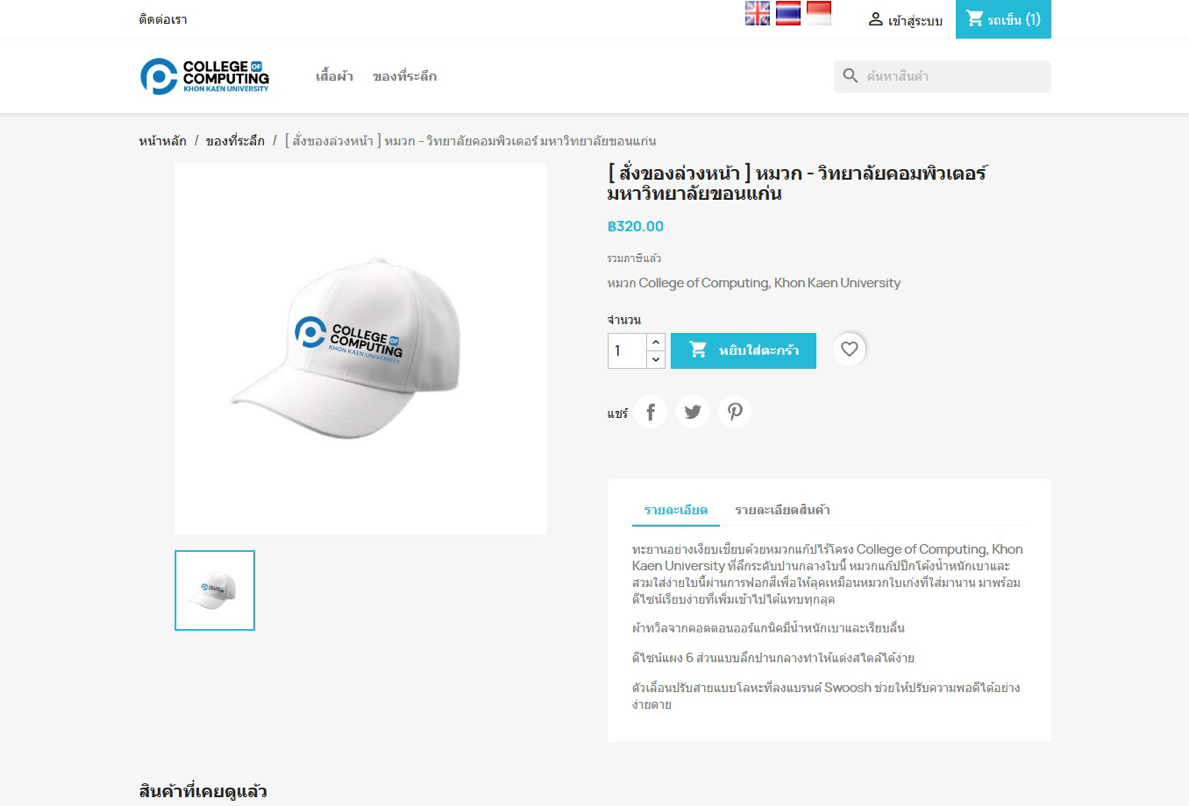 ติดต่อเรา
เข้าสู่ระบบ
รถเข็น (1)
COLLEGE OF
COMPUTING
KHON KAEN UNIVERSITY
เสื้อผ้า
ของที่ระลึก
ค้นหาสินค้า
หน้าหลัก / ของที่ระลึก / [ สั่งของล่วงหน้า ] หมวก - วิทยาลัยคอมพิวเตอร์ มหาวิทยาลัยขอนแก่น
COLLEGE OF
COMPUTING
KHON KAEN UNIVERSITY
[ สั่งของล่วงหน้า ] หมวก - วิทยาลัยคอมพิวเตอร์
มหาวิทยาลัยขอนแก่น
฿320.00
รวมภาษีแล้ว
หมวก College of Computing, Khon Kaen University
จำนวน
1
หยิบใส่ตะกร้า
แชร์
รายละเอียด
รายละเอียดสินค้า
ทะยานอย่างเงียบเชียบด้วยหมวกแก๊ปไร้โครง College of Computing, Khon
Kaen University ที่ลึกระดับปานกลางใบนี้ หมวกแก๊ปปีกโค้งน้ำหนักเบาและ
สวมใส่ง่ายใบนี้ผ่านการฟอกสีเพื่อให้ลุคเหมือนหมวกใบเก่งที่ใส่มานาน มาพร้อม
ดีไซน์เรียบง่ายที่เพิ่มเข้าไปได้แทบทุกลุค
ผ้าทวิลจากคอตตอนออร์แกนิคมีน้ำหนักเบาและเรียบลื่น
ดีไซน์แผง 6 ส่วนแบบลึกปานกลางทำให้แต่งสไตล์ได้ง่าย
ตัวเลื่อนปรับสายแบบโลหะที่ลงแบรนด์ Swoosh ช่วยให้ปรับความพอดีได้อย่าง
ง่ายดาย
สินค้าที่เคยดูแล้ว